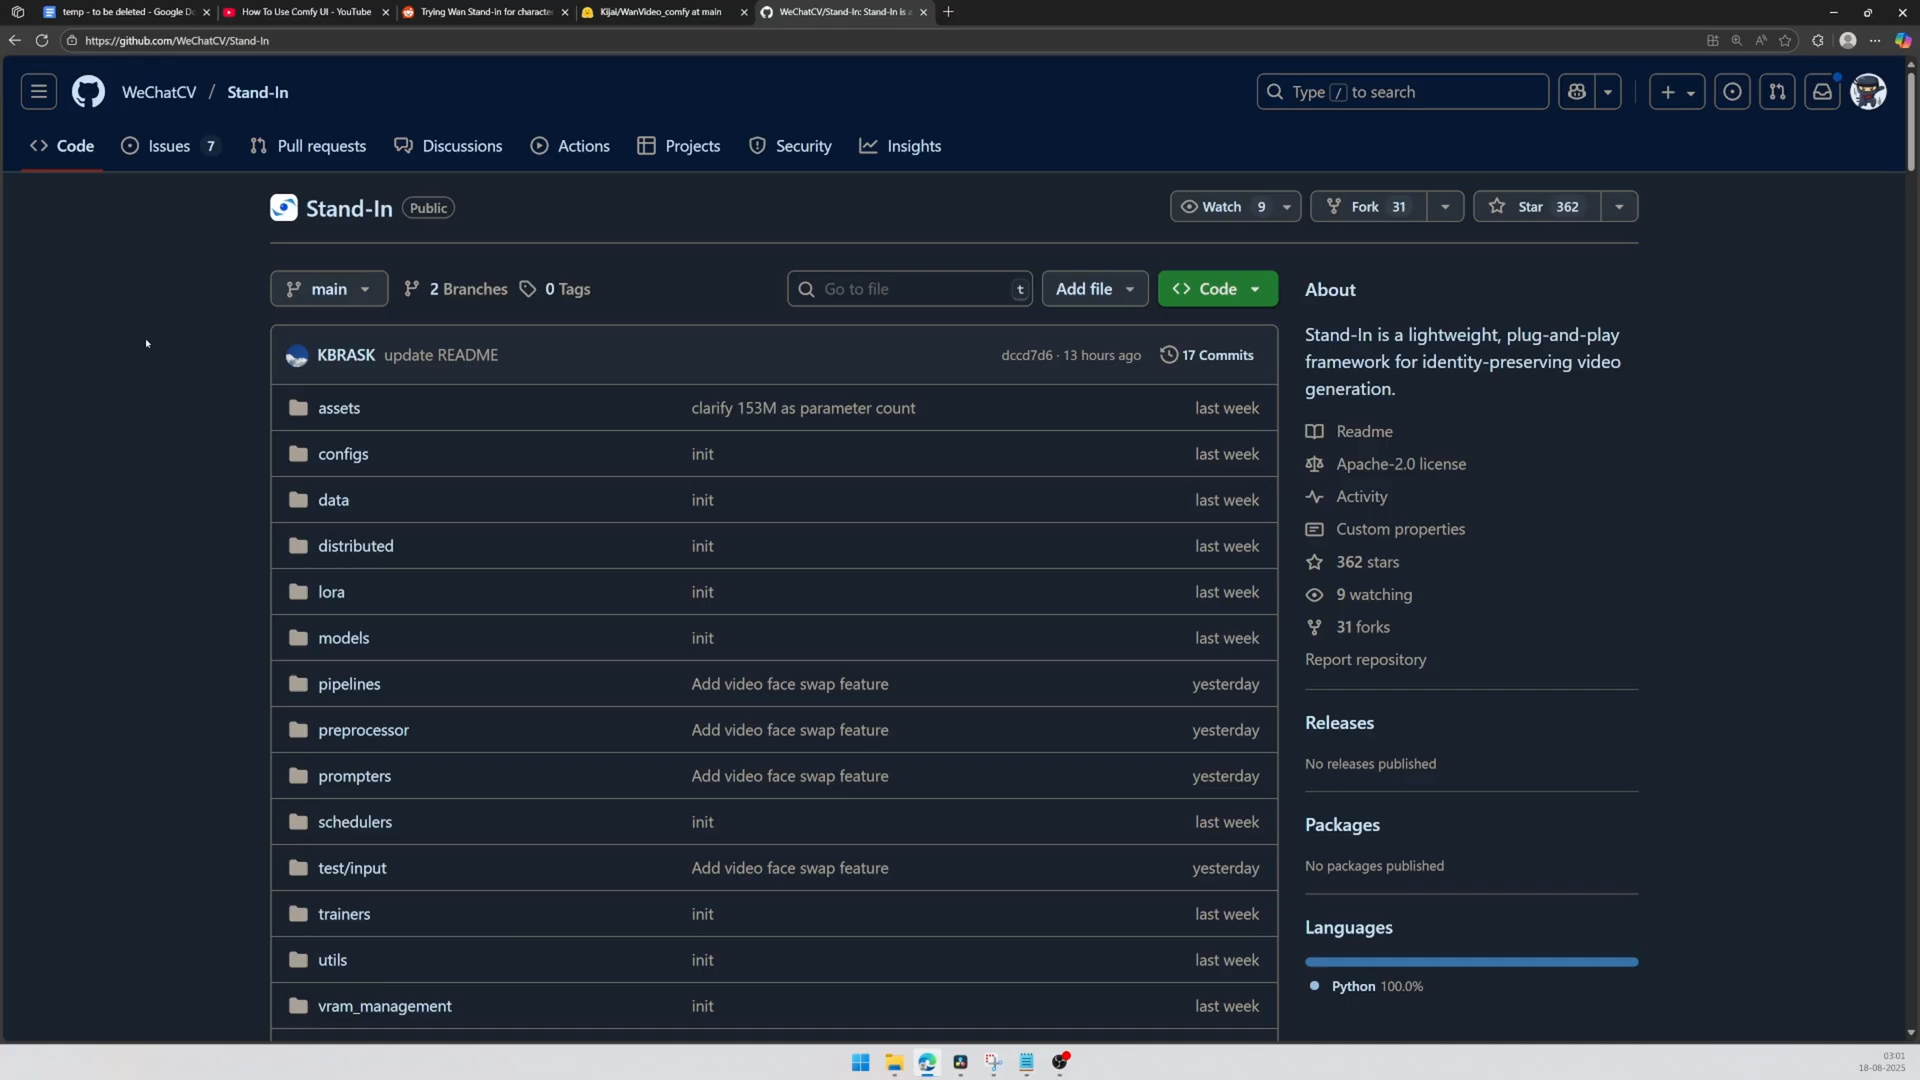 temp - to be deleted - Google Do
How To Use Comfy UI - YouTube
Trying Wan Stand-in for characte
Kijai/WanVideo_comfy at main
WeChatCV/Stand-In: Stand-In is a
https://github.com/WeChatCV/Stand-In
WeChatCV / Stand-In
Type / to search
Code
Issues 7
Pull requests
Discussions
Actions
Projects
Security
Insights
Stand-In Public
Watch 9
Fork 31
Star 362
main
2 Branches
0 Tags
Go to file t
Add file
Code
KBRASK update README dccd7d6 · 13 hours ago 17 Commits
assets clarify 153M as parameter count last week
configs init last week
data init last week
distributed init last week
lora init last week
models init last week
pipelines Add video face swap feature yesterday
preprocessor Add video face swap feature yesterday
prompters Add video face swap feature yesterday
schedulers init last week
test/input Add video face swap feature yesterday
trainers init last week
utils init last week
vram_management init last week
About
Stand-In is a lightweight, plug-and-play
framework for identity-preserving video
generation.
Readme
Apache-2.0 license
Activity
Custom properties
362 stars
9 watching
31 forks
Report repository
Releases
No releases published
Packages
No packages published
Languages
Python 100.0%
03:01
18-08-2025